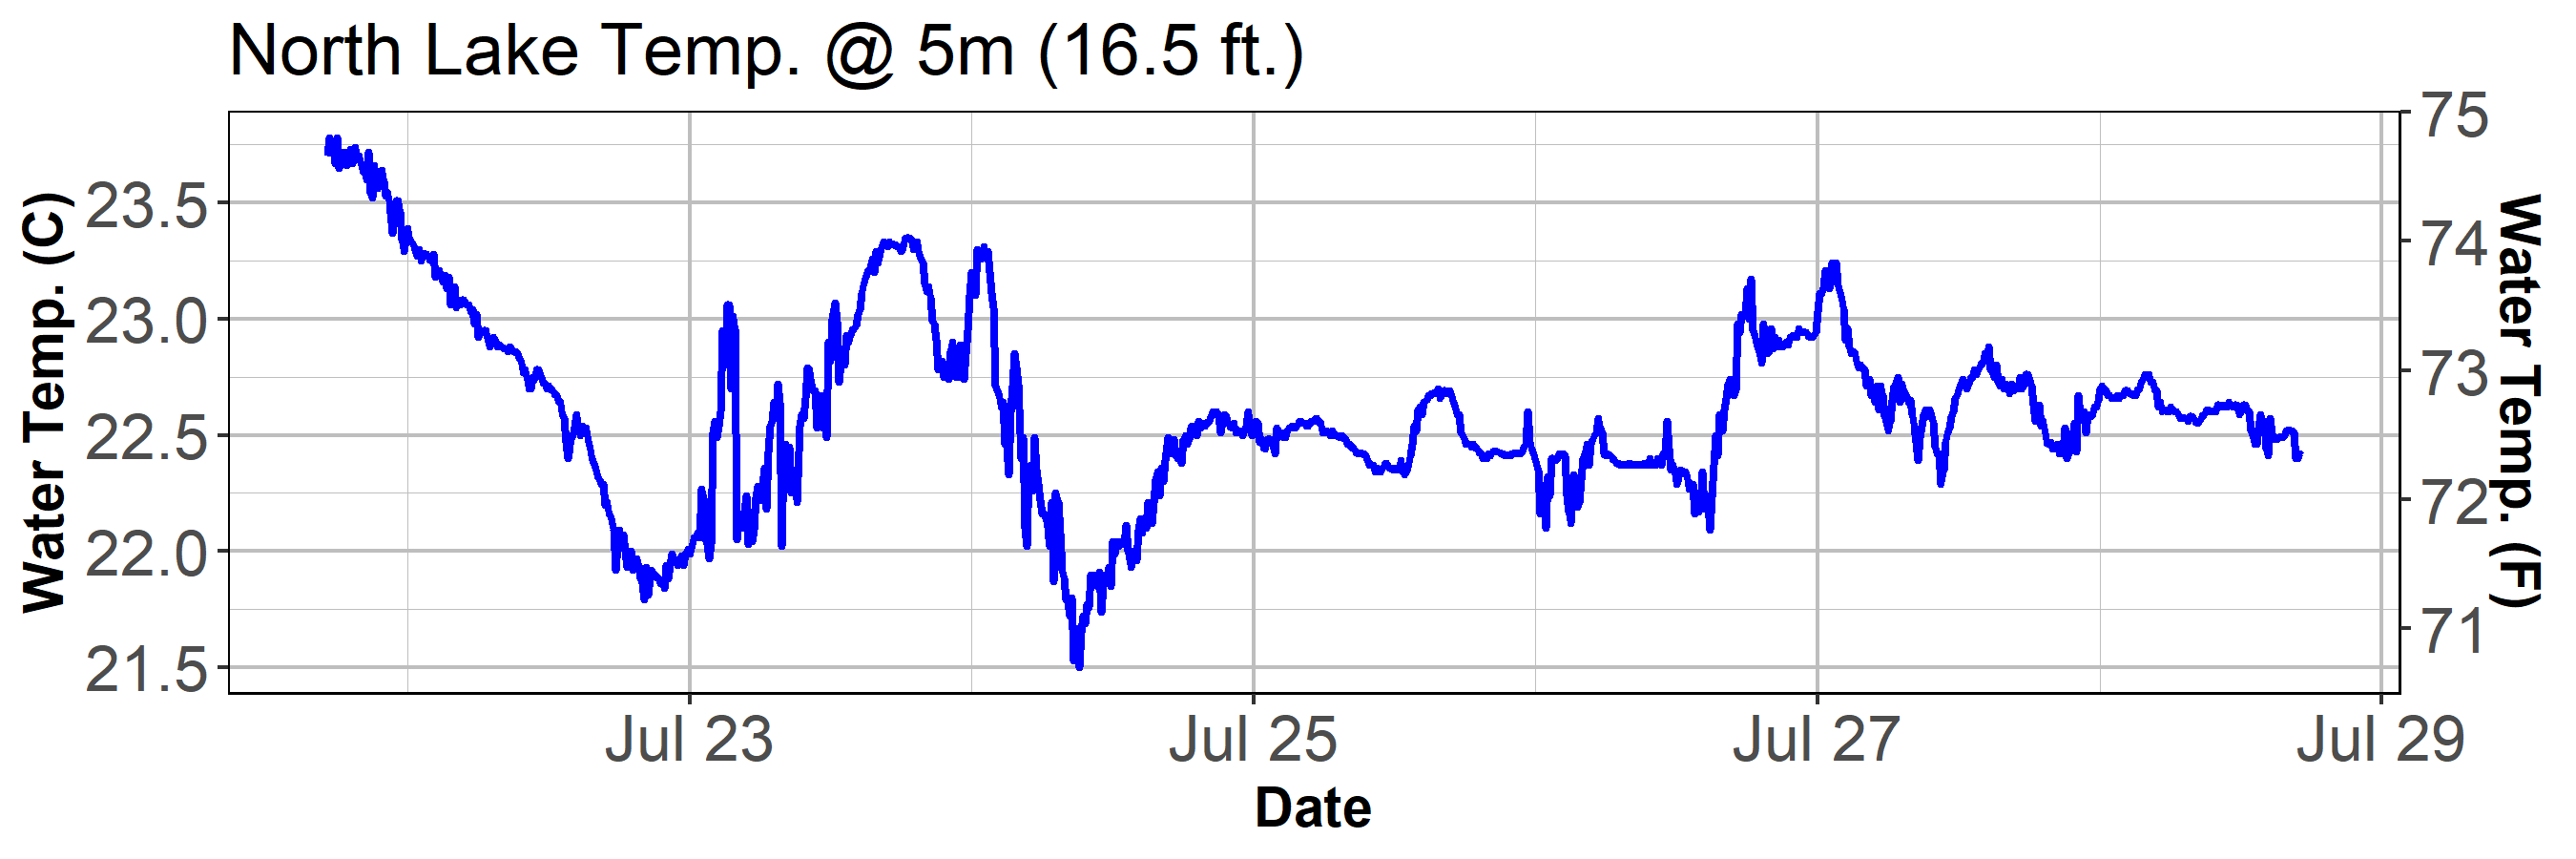 North Lake Temp. @ 5m (16.5 ft.)
Water Temp. (C)
23.5
23.0
22.5
22.0
21.5
75
74
73
72
71
Water Temp. (F)
Jul 23
Jul 25
Jul 27
Jul 29
Date